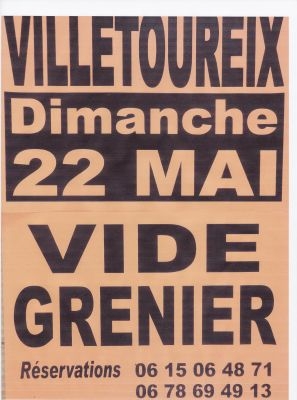 VILLETOUREIX
Dimanche
22 MAI
VIDE
GRENIER
Réservations 06 15 06 48 71
06 78 69 49 13